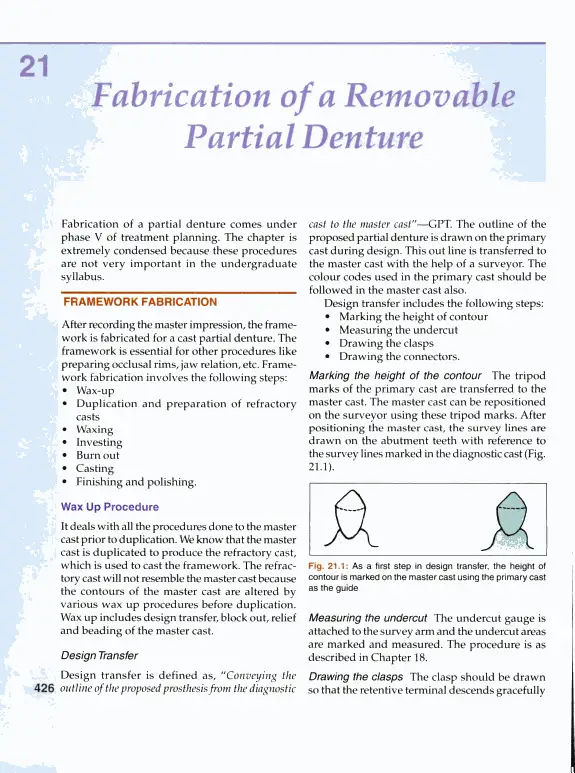 21
Fabrication of a Removable
Partial Denture
Fabrication of a partial denture comes under
phase V of treatment planning. The chapter is
extremely condensed because these procedures
are not very important in the undergraduate
syllabus.
FRAMEWORK FABRICATION
After recording the master impression, the frame-
work is fabricated for a cast partial denture. The
framework is essential for other procedures like
preparing occlusal rims, jaw relation, etc. Frame-
work fabrication involves the following steps:
• Wax-up
• Duplication and preparation of refractory
casts
• Waxing
• Investing
• Burn out
• Casting
• Finishing and polishing.
Wax Up Procedure
It deals with all the procedures done to the master
cast prior to duplication. We know that the master
cast is duplicated to produce the refractory cast,
which is used to cast the framework. The refrac-
tory cast will not resemble the master cast because
the contours of the master cast are altered by
various wax up procedures before duplication.
Wax up includes design transfer, block out, relief
and beading of the master cast.
Design Transfer
Design transfer is defined as, "Conveying the
426 outline of the proposed prosthesis from the diagnostic
cast to the master cast"—GPT. The outline of the
proposed partial denture is drawn on the primary
cast during design. This out line is transferred to
the master cast with the help of a surveyor. The
colour codes used in the primary cast should be
followed in the master cast also.
Design transfer includes the following steps:
• Marking the height of contour
• Measuring the undercut
• Drawing the clasps
• Drawing the connectors.
Marking the height of the contour The tripod
marks of the primary cast are transferred to the
master cast. The master cast can be repositioned
on the surveyor using these tripod marks. After
positioning the master cast, the survey lines are
drawn on the abutment teeth with reference to
the survey lines marked in the diagnostic cast (Fig.
21.1).
Fig. 21.1: As a first step in design transfer, the height of
contour is marked on the master cast using the primary cast
as the guide
Measuring the undercut The undercut gauge is
attached to the survey arm and the undercut areas
are marked and measured. The procedure is as
described in Chapter 18.
Drawing the clasps The clasp should be drawn
so that the retentive terminal descends gracefully